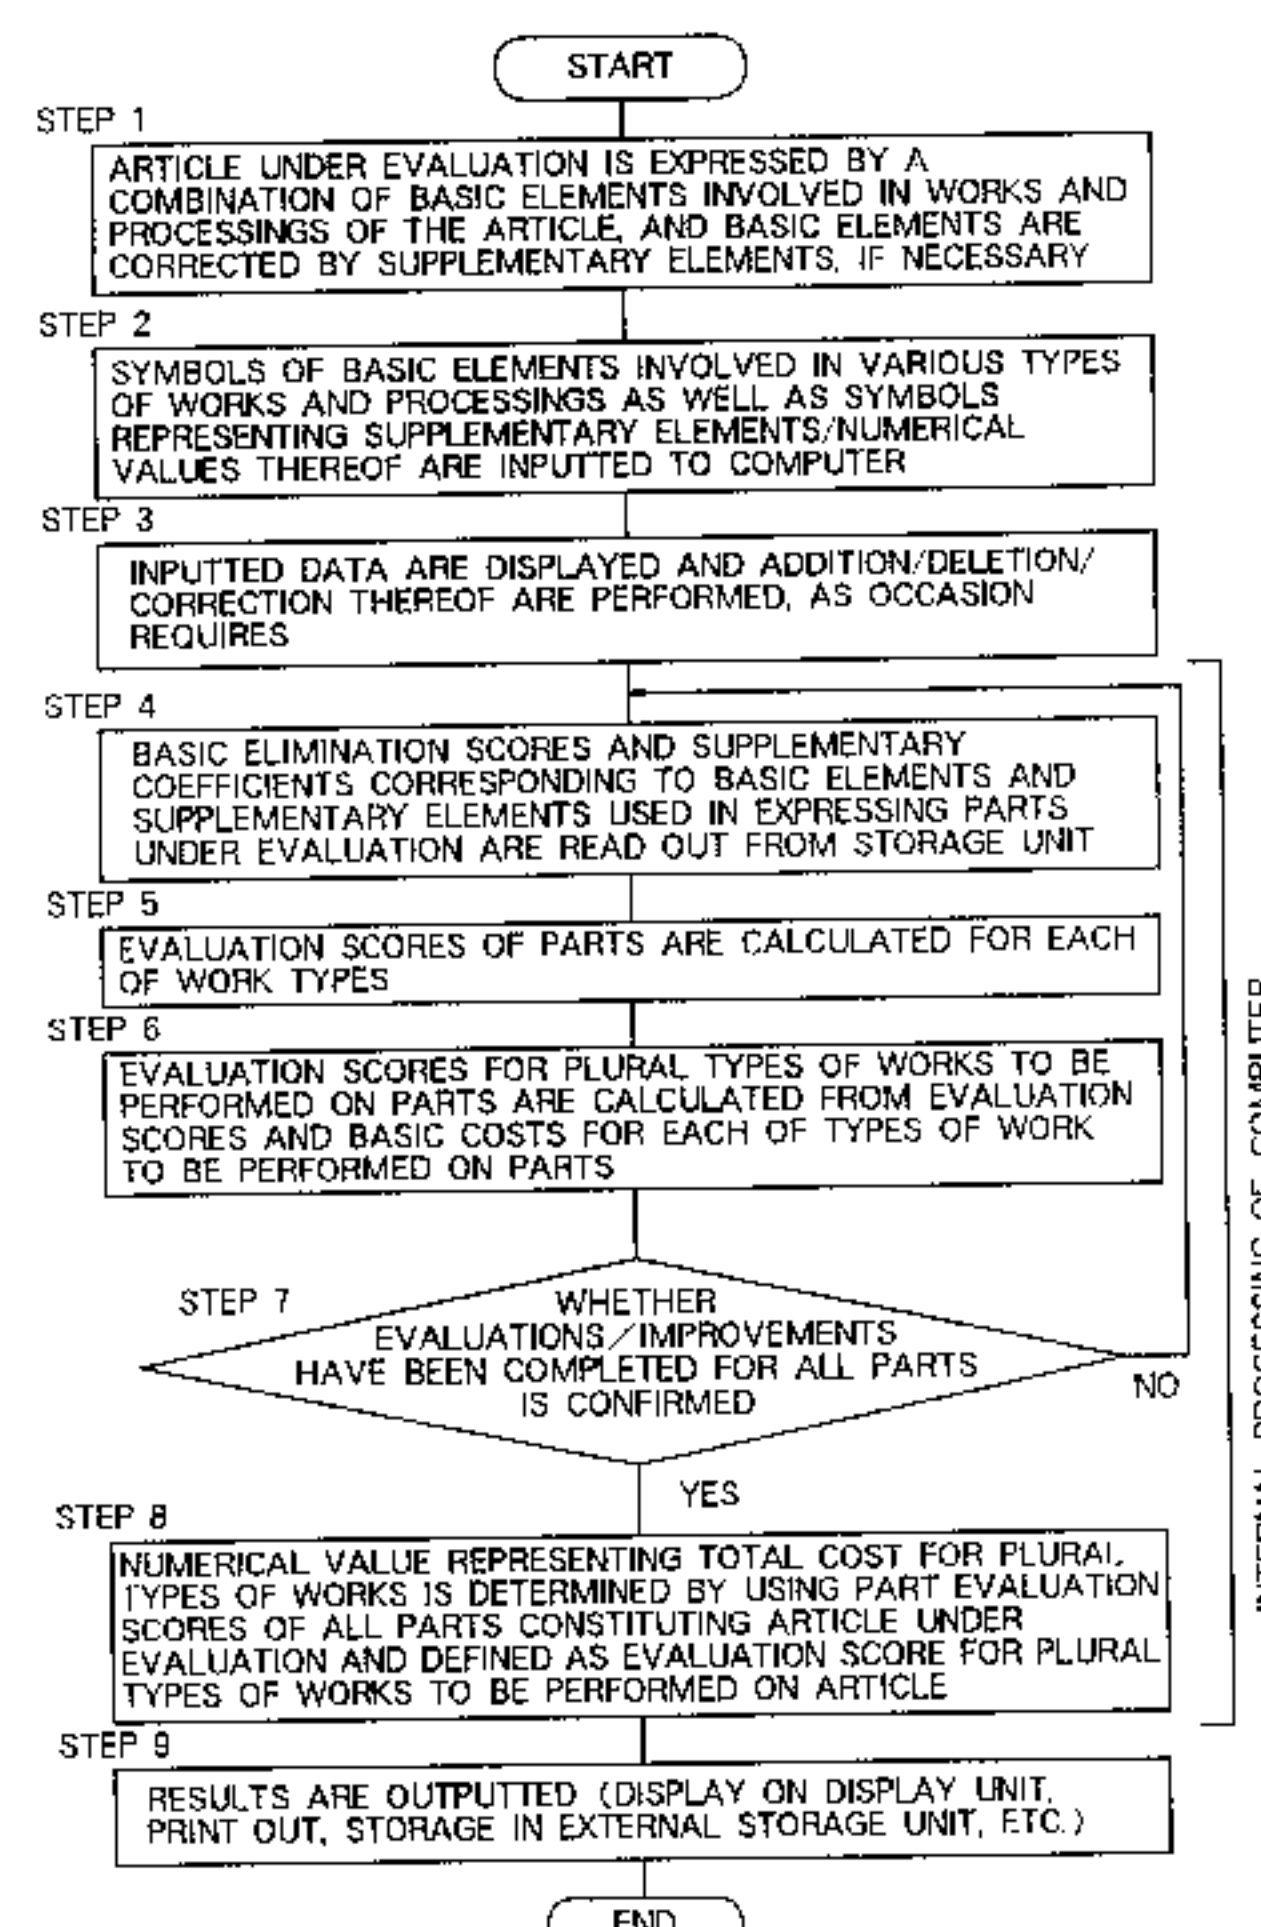 START
STEP 1
ARTICLE UNDER EVALUATION IS EXPRESSED BY A
COMBINATION OF BASIC ELEMENTS INVOLVED IN WORKS AND
PROCESSINGS OF THE ARTICLE, AND BASIC ELEMENTS ARE
CORRECTED BY SUPPLEMENTARY ELEMENTS, IF NECESSARY
STEP 2
SYMBOLS OF BASIC ELEMENTS INVOLVED IN VARIOUS TYPES
OF WORKS AND PROCESSINGS AS WELL AS SYMBOLS
REPRESENTING SUPPLEMENTARY ELEMENTS/NUMERICAL
VALUES THEREOF ARE INPUTTED TO COMPUTER
STEP 3
INPUTTED DATA ARE DISPLAYED AND ADDITION/DELETION/
CORRECTION THEREOF ARE PERFORMED, AS OCCASION
REQUIRES
STEP 4
BASIC ELIMINATION SCORES AND SUPPLEMENTARY
COEFFICIENTS CORRESPONDING TO BASIC ELEMENTS AND
SUPPLEMENTARY ELEMENTS USED IN EXPRESSING PARTS
UNDER EVALUATION ARE READ OUT FROM STORAGE UNIT
STEP 5
EVALUATION SCORES OF PARTS ARE CALCULATED FOR EACH
OF WORK TYPES
STEP 6
EVALUATION SCORES FOR PLURAL TYPES OF WORKS TO BE
PERFORMED ON PARTS ARE CALCULATED FROM EVALUATION
SCORES AND BASIC COSTS FOR EACH OF TYPES OF WORK
TO BE PERFORMED ON PARTS
STEP 7
WHETHER
EVALUATIONS/IMPROVEMENTS
HAVE BEEN COMPLETED FOR ALL PARTS
IS CONFIRMED
NO
YES
STEP 8
NUMERICAL VALUE REPRESENTING TOTAL COST FOR PLURAL
TYPES OF WORKS IS DETERMINED BY USING PART EVALUATION
SCORES OF ALL PARTS CONSTITUTING ARTICLE UNDER
EVALUATION AND DEFINED AS EVALUATION SCORE FOR PLURAL
TYPES OF WORKS TO BE PERFORMED ON ARTICLE
STEP 9
RESULTS ARE OUTPUTTED (DISPLAY ON DISPLAY UNIT,
PRINT OUT, STORAGE IN EXTERNAL STORAGE UNIT, ETC.)
END
INTERNAL PROCESSING OF COMPUTER